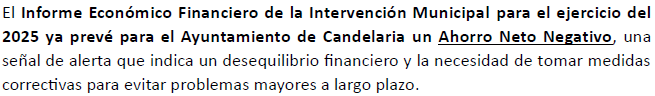 El Informe Económico Financiero de la Intervención Municipal para el ejercicio del
2025 ya prevé para el Ayuntamiento de Candelaria un Ahorro Neto Negativo, una
señal de alerta que indica un desequilibrio financiero y la necesidad de tomar medidas
correctivas para evitar problemas mayores a largo plazo.